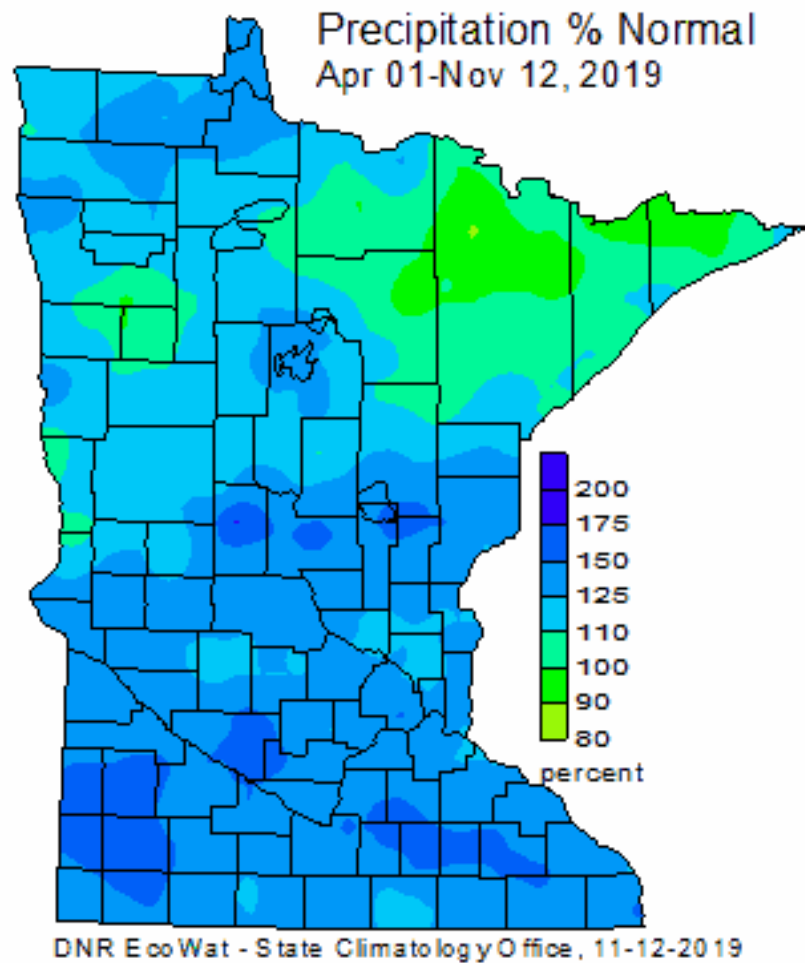 Precipitation % Normal
Apr 01-Nov 12, 2019
200
175
150
125
110
100
90
80
percent
DNR EcoWat - State Climatology Office, 11-12-2019